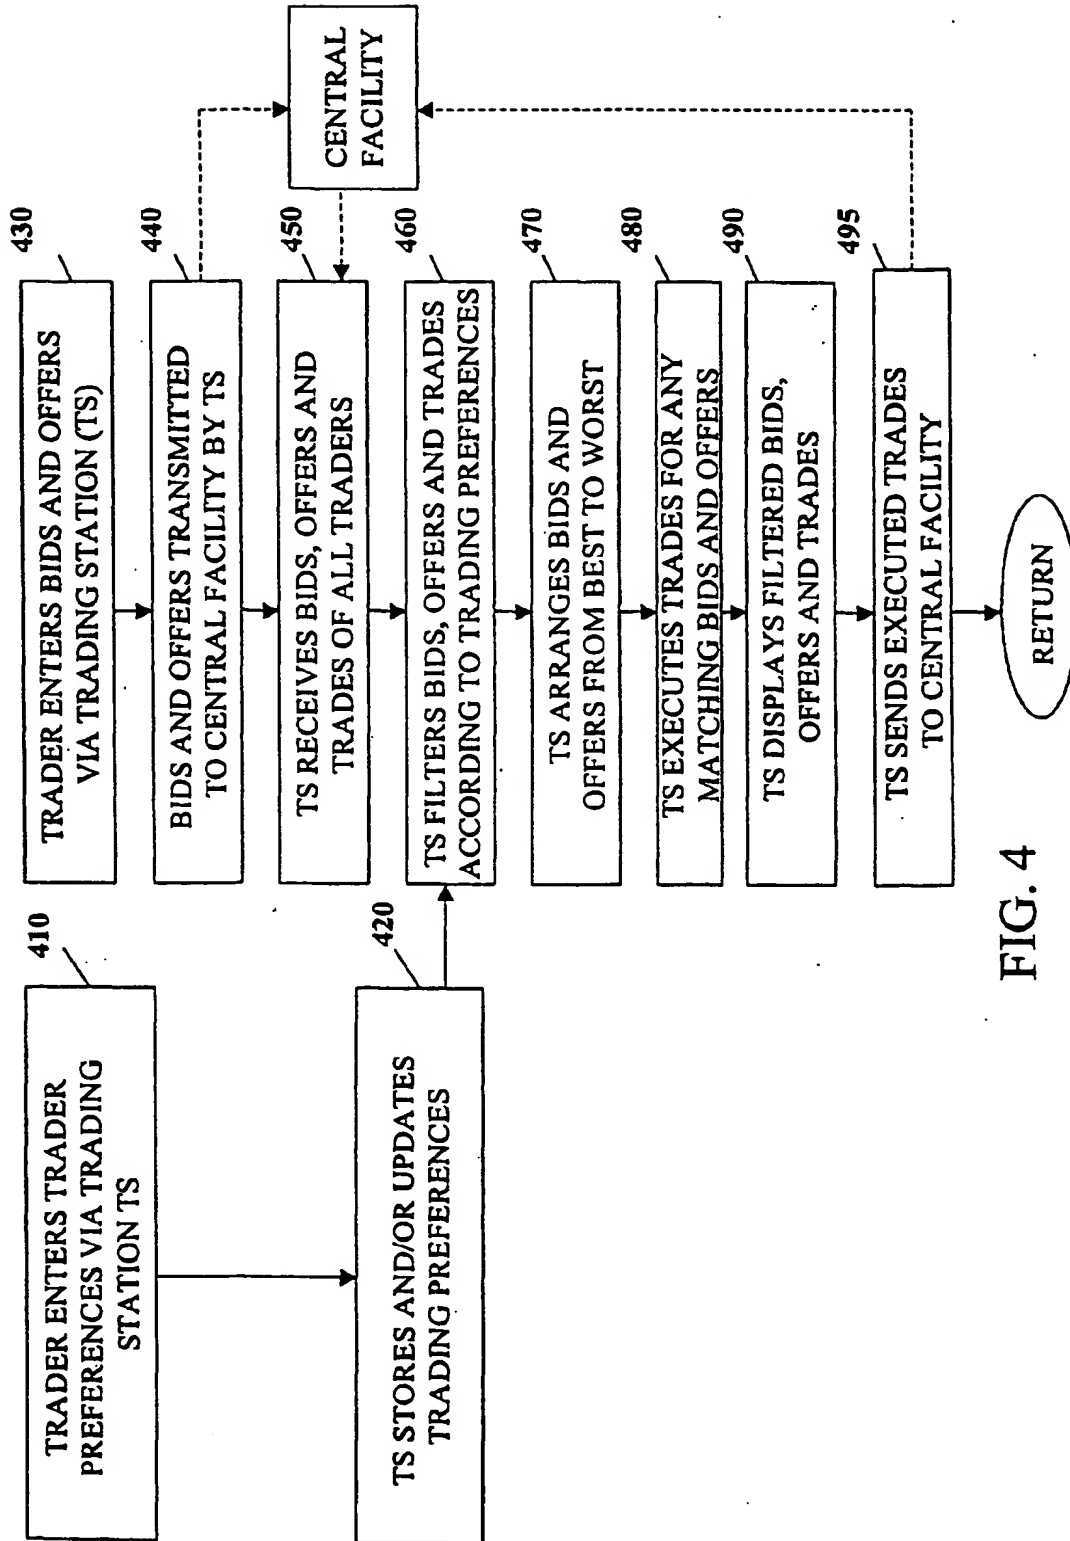 410
TRADER ENTERS TRADER
PREFERENCES VIA TRADING
STATION TS
420
TS STORES AND/OR UPDATES
TRADING PREFERENCES
430
TRADER ENTERS BIDS AND OFFERS
VIA TRADING STATION (TS)
440
BIDS AND OFFERS TRANSMITTED
TO CENTRAL FACILITY BY TS
450
TS RECEIVES BIDS, OFFERS AND
TRADES OF ALL TRADERS
460
TS FILTERS BIDS, OFFERS AND TRADES
ACCORDING TO TRADING PREFERENCES
470
TS ARRANGES BIDS AND
OFFERS FROM BEST TO WORST
480
TS EXECUTES TRADES FOR ANY
MATCHING BIDS AND OFFERS
490
TS DISPLAYS FILTERED BIDS,
OFFERS AND TRADES
495
TS SENDS EXECUTED TRADES
TO CENTRAL FACILITY
CENTRAL
FACILITY
RETURN
FIG. 4